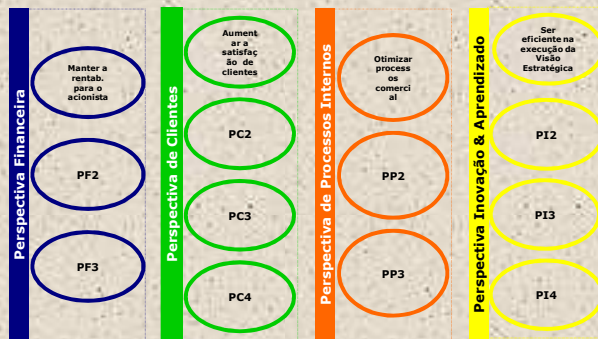 Perspectiva Financeira
Manter a
rentab.
para o
acionista
PF2
PF3
Perspectiva de Clientes
Aument
ar a
satisfaç
ão de
clientes
PC2
PC3
PC4
Perspectiva de Processos Internos
Otimizar
process
os
comerci
al
PP2
PP3
Perspectiva Inovação & Aprendizado
Ser
eficiente na
execução da
Visão
Estratégica
PI2
PI3
PI4